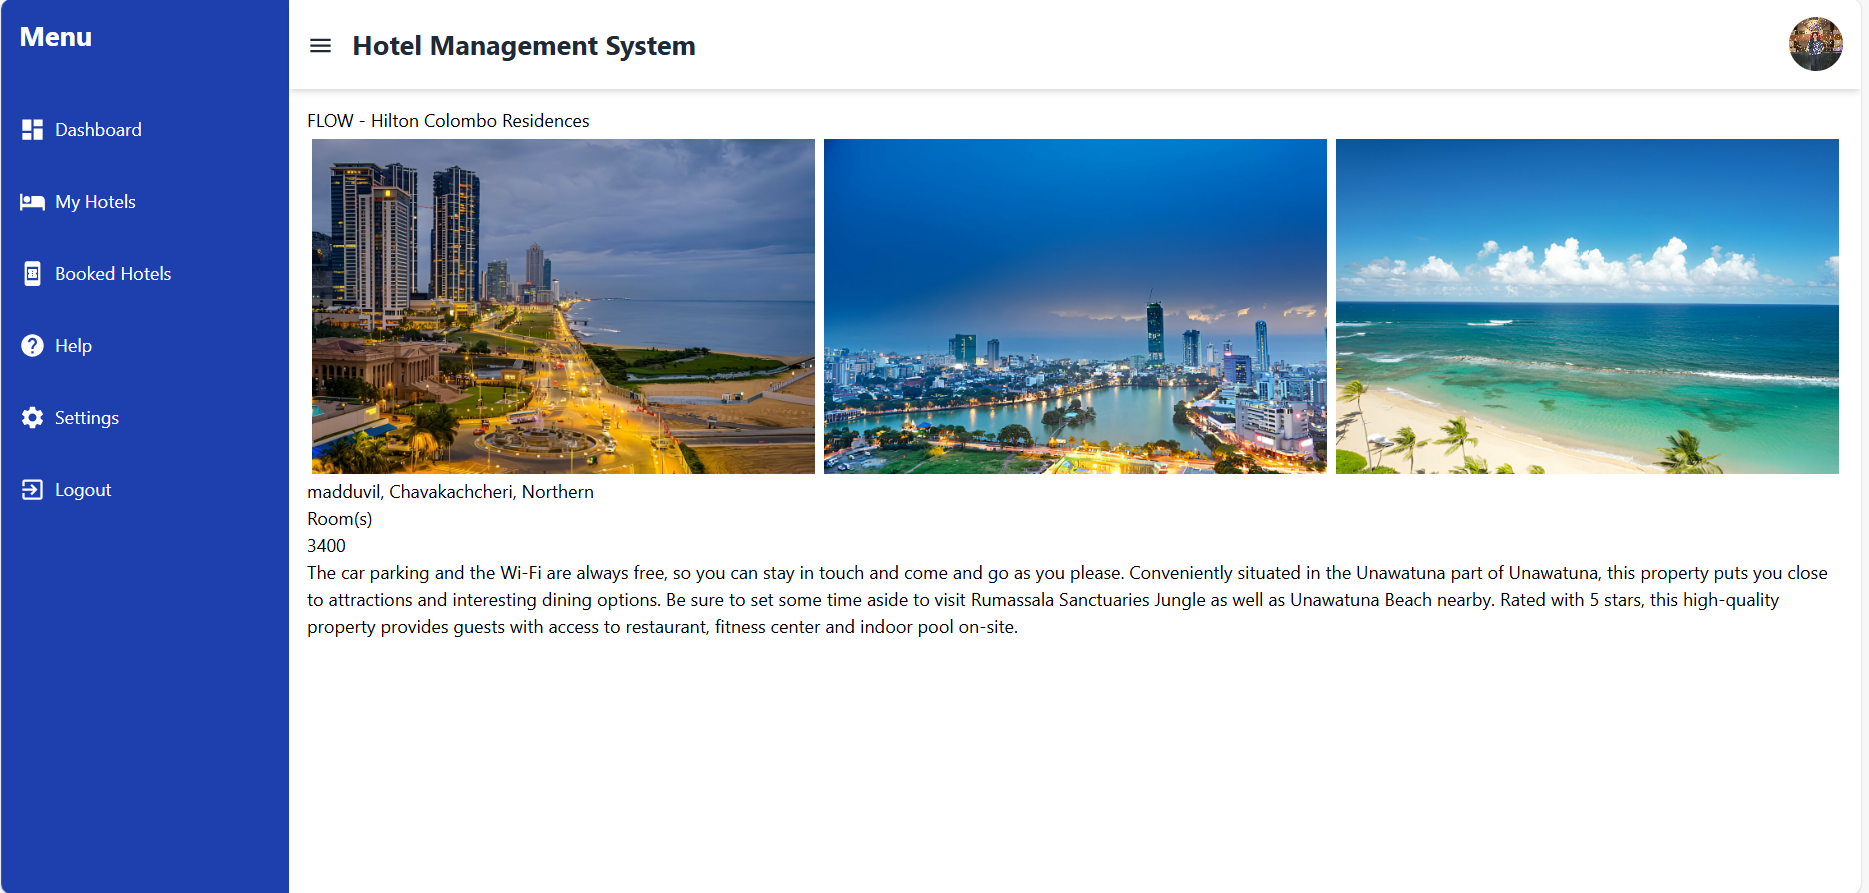 Menu
Dashboard
My Hotels
Booked Hotels
Help
Settings
Logout
Hotel Management System
FLOW - Hilton Colombo Residences
madduvil, Chavakachcheri, Northern
Room(s)
3400
The car parking and the Wi-Fi are always free, so you can stay in touch and come and go as you please. Conveniently situated in the Unawatuna part of Unawatuna, this property puts you close
to attractions and interesting dining options. Be sure to set some time aside to visit Rumassala Sanctuaries Jungle as well as Unawatuna Beach nearby. Rated with 5 stars, this high-quality
property provides guests with access to restaurant, fitness center and indoor pool on-site.